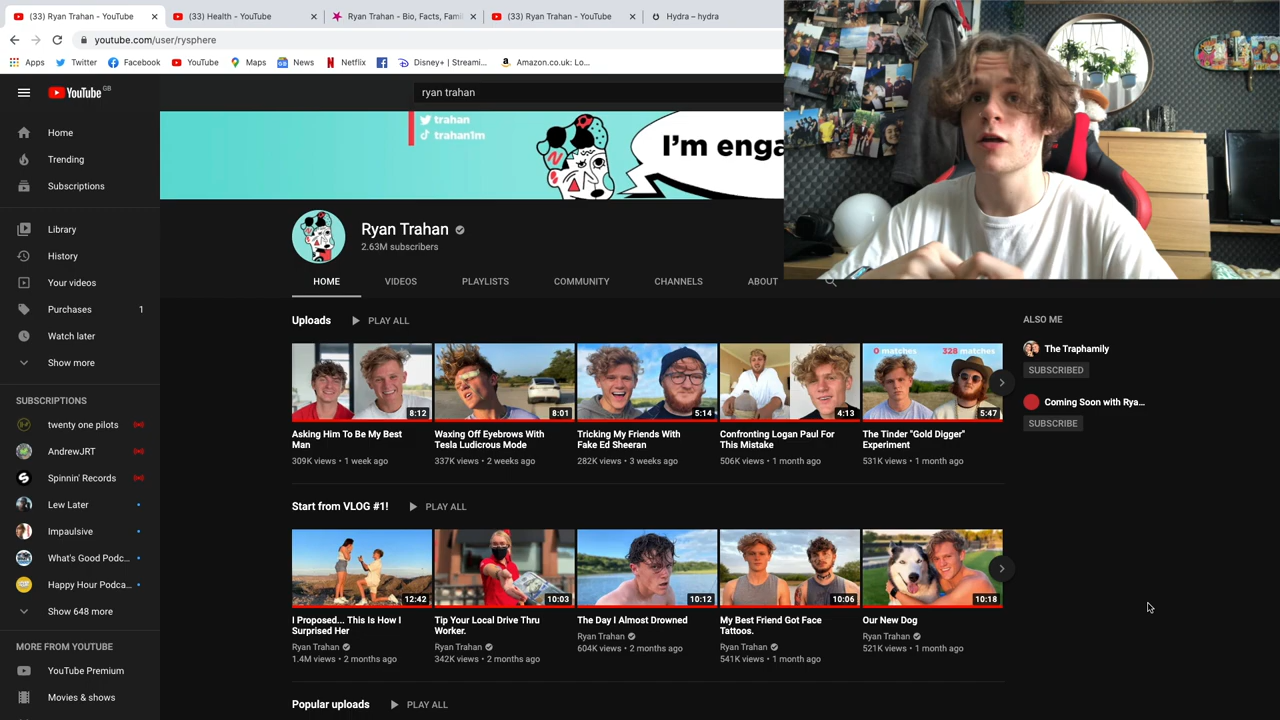 (33) Ryan Trahan - YouTube
(33) Health - YouTube
Ryan Trahan - Bio, Facts, Fami
(33) Ryan Trahan - YouTube
Hydra – hydra
youtube.com/user/rysphere
Apps
Twitter
Facebook
YouTube
Maps
News
Netflix
Disney+ | Streami...
Amazon.co.uk: Lo...
YouTube GB
ryan trahan
trahan
trahan1m
I'm enga
Home
Trending
Subscriptions
Library
History
Your videos
Purchases 1
Watch later
Show more
SUBSCRIPTIONS
twenty one pilots
AndrewJRT
Spinnin' Records
Lew Later
Impaulsive
What's Good Podc...
Happy Hour Podca...
Show 648 more
MORE FROM YOUTUBE
YouTube Premium
Movies & shows
Ryan Trahan
2.63M subscribers
HOME
VIDEOS
PLAYLISTS
COMMUNITY
CHANNELS
ABOUT
Uploads
PLAY ALL
8:12
Asking Him To Be My Best
Man
309K views • 1 week ago
8:01
Waxing Off Eyebrows With
Tesla Ludicrous Mode
337K views • 2 weeks ago
5:14
Tricking My Friends With
Fake Ed Sheeran
282K views • 3 weeks ago
4:13
Confronting Logan Paul For
This Mistake
506K views • 1 month ago
0 matches
328 matches
5:47
The Tinder "Gold Digger"
Experiment
531K views • 1 month ago
Start from VLOG #1!
PLAY ALL
12:42
I Proposed... This Is How I
Surprised Her
Ryan Trahan
1.4M views • 2 months ago
10:03
Tip Your Local Drive Thru
Worker.
Ryan Trahan
342K views • 2 months ago
10:12
The Day I Almost Drowned
Ryan Trahan
604K views • 2 months ago
10:06
My Best Friend Got Face
Tattoos.
Ryan Trahan
541K views • 1 month ago
10:18
Our New Dog
Ryan Trahan
521K views • 1 month ago
Popular uploads
PLAY ALL
ALSO ME
The Traphamily
SUBSCRIBED
Coming Soon with Rya...
SUBSCRIBE